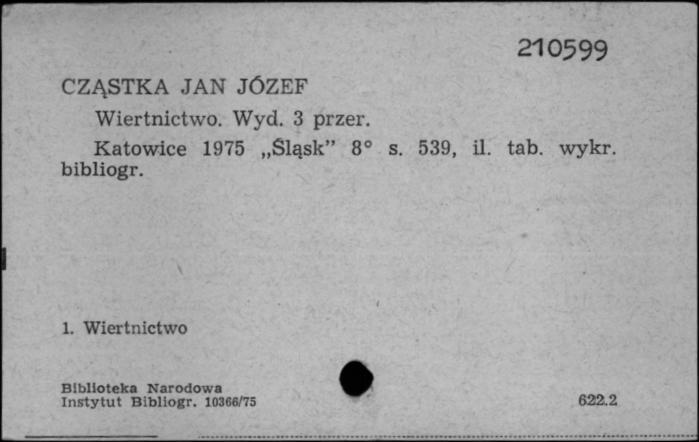 210599
CZĄSTKA JAN JÓZEF
Wiertnictwo. Wyd. 3 przer.
Katowice 1975 „Śląsk” 8° s. 539, il. tab. wykr.
bibliogr.
1. Wiertnictwo
Biblioteka Narodowa
Instytut Bibliogr. 10366/75
622.2